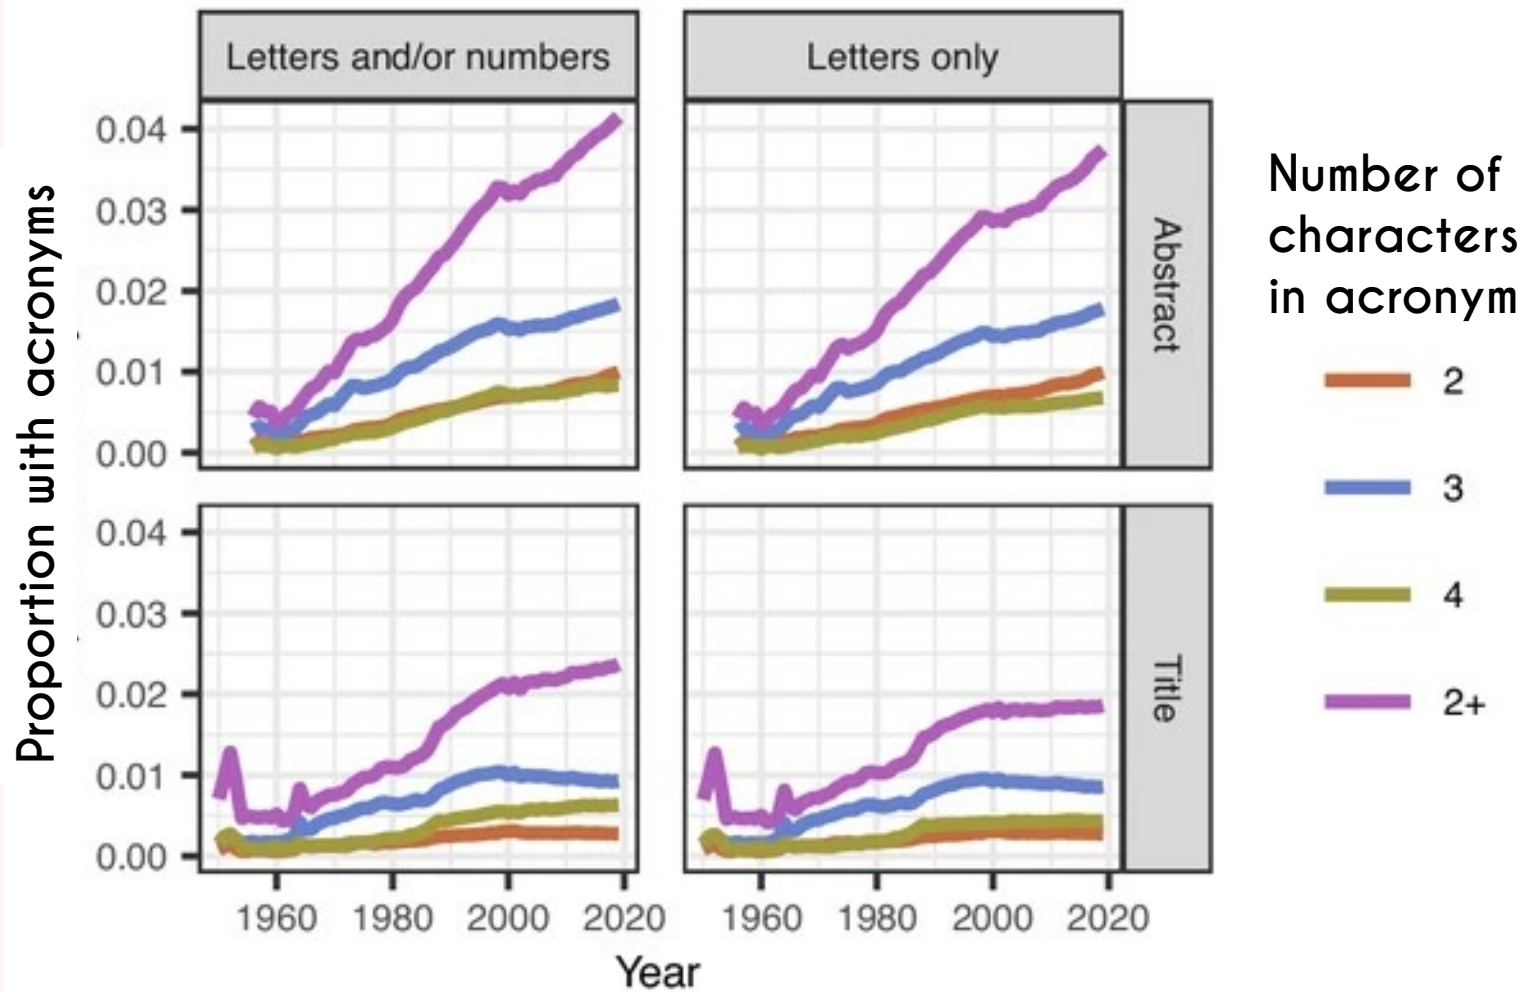 Letters and/or numbers
Letters only
Proportion with acronyms
0.04
0.03
0.02
0.01
0.00
Abstract
0.04
0.03
0.02
0.01
0.00
Title
1960 1980 2000 2020
1960 1980 2000 2020
Year
Number of
characters
in acronym
2
3
4
2+